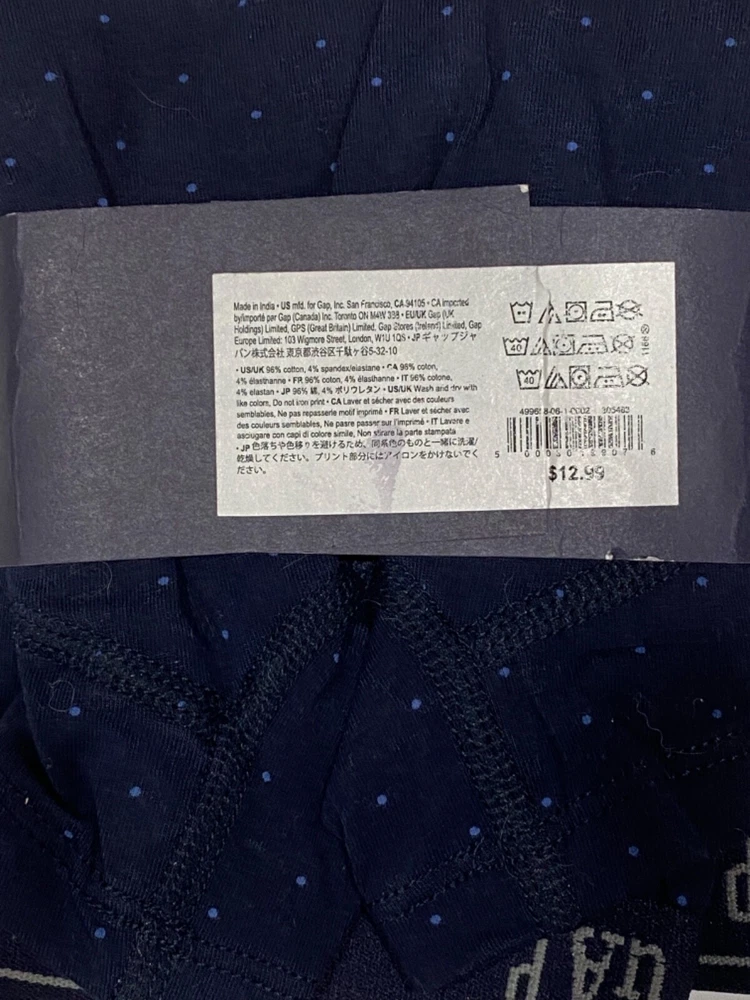 Made in India • US mfd. for Gap, Inc. San Francisco, CA 94105 • CA Imported
by/importé par Gap (Canada) Inc. Toronto ON M4W 3
Holdings) Limited, GPS (Great Britain) Limited, Gap Stores (Ireland) Limited, Gap
Europe Limited: 103 Wigmore Street, London, W1U 1QS • JP ギャップジャ
パン株式会社 東京都渋谷区千駄ヶ谷5-32-10
• US/UK 96% cotton, 4% spandex/elastane • CA 96% coton,
4% élasthanne • FR 96% coton, 4% élasthanne • IT 96% cotone,
4% elastan • JP 綿 96%, 4% ポリウレタン • US/UK Wash and dry with
like colors, Do not iron print • CA Laver et sécher avec des couleurs
semblables, Ne pas repasserle motif imprimé • FR Laver et sécher avec
des couleurs semblables, Ne pas passer sur l'imprimé • IT Lavare e
asciugare con capi di colore simile, Non stirare la parte stampata
• JP 色落ちや色移りを避けるため、同系色のものと一緒に洗濯/
乾燥してください。プリント部分にはアイロンをかけないでく
ださい。
40
40
1166
$12.99
GAP